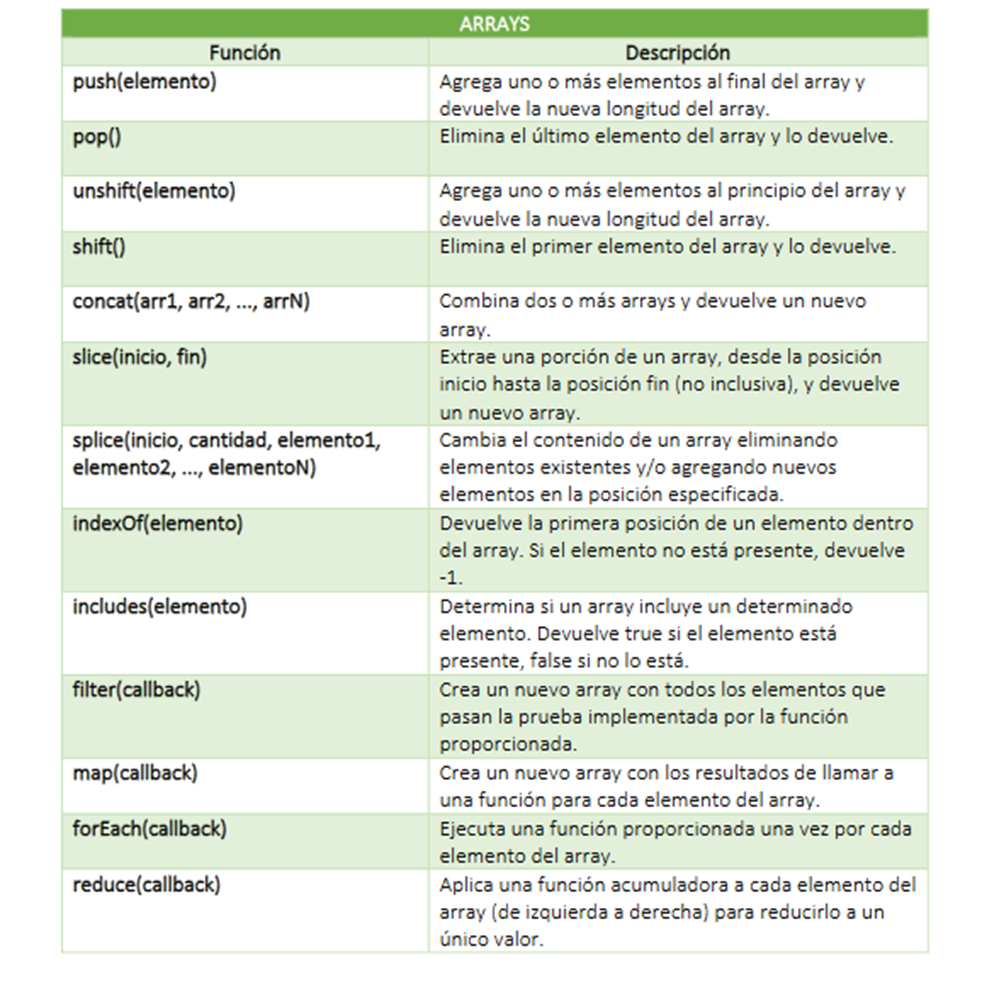 ARRAYS
Función Descripción
push(elemento) Agrega uno o más elementos al final del array y
devuelve la nueva longitud del array.
pop() Elimina el último elemento del array y lo devuelve.
unshift(elemento) Agrega uno o más elementos al principio del array y
devuelve la nueva longitud del array.
shift() Elimina el primer elemento del array y lo devuelve.
concat(arr1, arr2, ..., arrN) Combina dos o más arrays y devuelve un nuevo
array.
slice(inicio, fin) Extrae una porción de un array, desde la posición
inicio hasta la posición fin (no inclusiva), y devuelve
un nuevo array.
splice(inicio, cantidad, elemento1, Cambia el contenido de un array eliminando
elemento2, ..., elementoN) elementos existentes y/o agregando nuevos
elementos en la posición especificada.
indexOf(elemento) Devuelve la primera posición de un elemento dentro
del array. Si el elemento no está presente, devuelve
-1.
includes(elemento) Determina si un array incluye un determinado
elemento. Devuelve true si el elemento está
presente, false si no lo está.
filter(callback) Crea un nuevo array con todos los elementos que
pasan la prueba implementada por la función
proporcionada.
map(callback) Crea un nuevo array con los resultados de llamar a
una función para cada elemento del array.
forEach(callback) Ejecuta una función proporcionada una vez por cada
elemento del array.
reduce(callback) Aplica una función acumuladora a cada elemento del
array (de izquierda a derecha) para reducirlo a un
único valor.